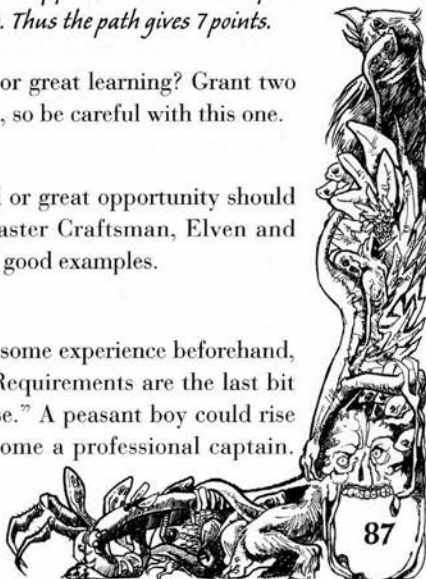 . Thus the path gives 7 points.
or great learning? Grant two
, so be careful with this one.
or great opportunity should
aster Craftsman, Elven and
good examples.
some experience beforehand,
Requirements are the last bit
se.” A peasant boy could rise
ome a professional captain.
87